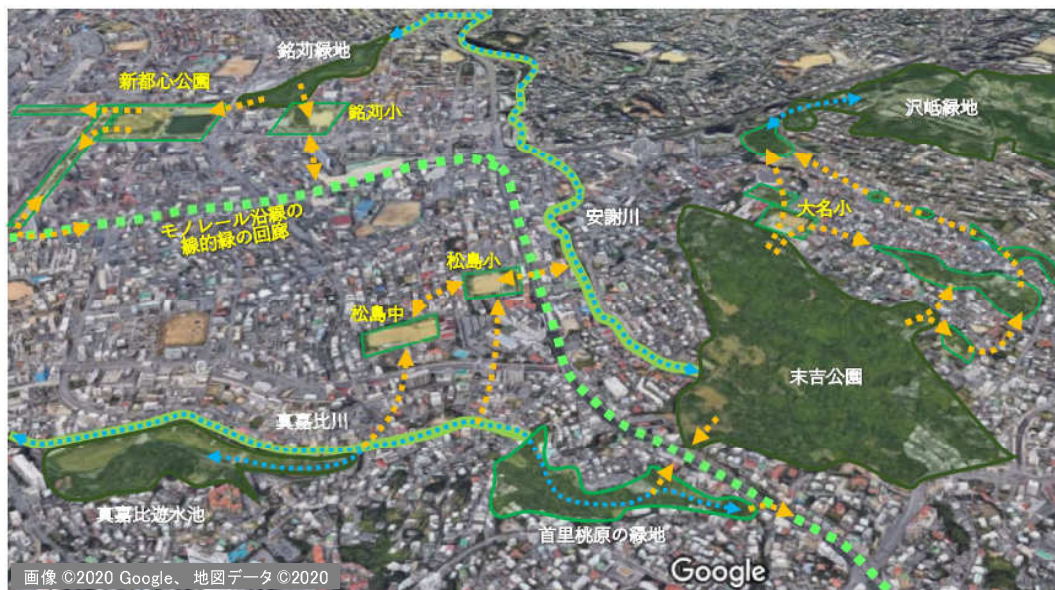 銘苅緑地
新都心公園
銘苅小
沢岻緑地
安謝川
大名小
モノレール沿線の
線的緑の回廊
松島小
松島中
末吉公園
真嘉比川
真嘉比遊水池
首里桃原の緑地
Google
画像 ©2020 Google、地図データ ©2020